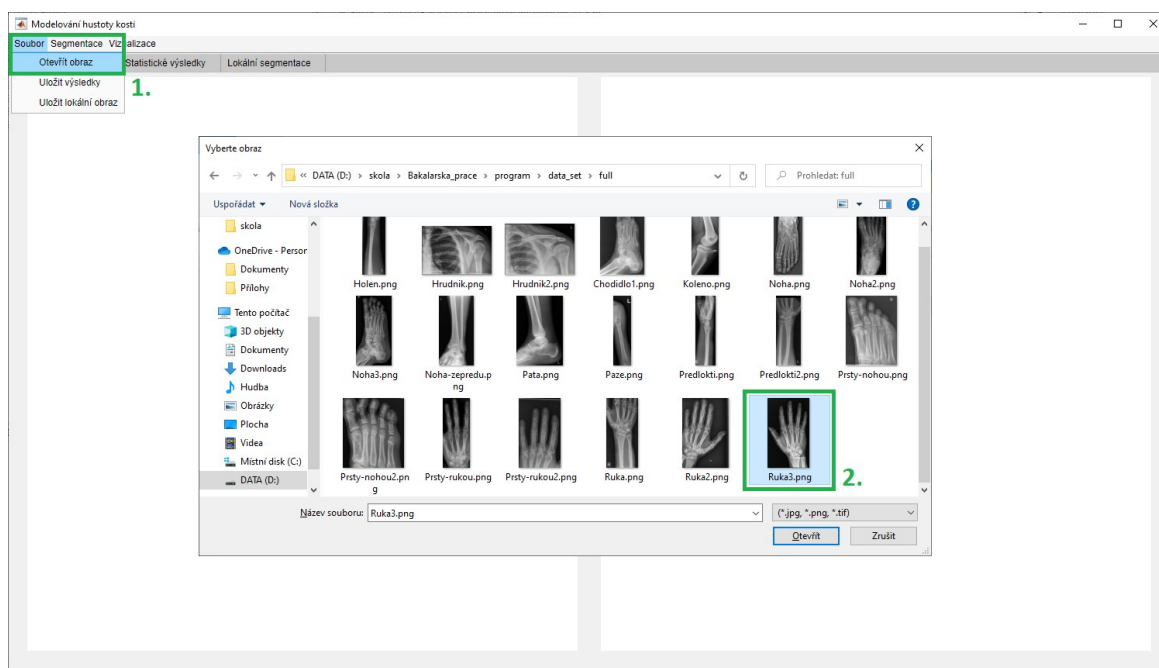 Modelování hustoty kosti
Soubor Segmentace Viz alizace
Otevřít obraz Statistické výsledky Lokální segmentace
Uložit výsledky
1.
Uložit lokální obraz
Vyberte obraz
« DATA (D:) › skola › Bakalarska_prace › program › data_set › full
Prohledat: full
Uspořádat
Nová složka
skola
OneDrive - Person
Dokumenty
Přílohy
Tento počítač
3D objekty
Dokumenty
Downloads
Hudba
Obrázky
Plocha
Videa
Místní disk (C:)
DATA (D:)
Holen.png Hrudnik.png Hrudnik2.png Chodidlo1.png Koleno.png Noha.png Noha2.png
Noha3.png Noha-zepredu.p Pata.png Paze.png Predlokti.png Predlokti2.png Prsty-nohou.png
ng
Prsty-nohou2.pn Prsty-rukou.png Prsty-rukou2.png Ruka.png Ruka2.png Ruka3.png
g
2.
Název souboru: Ruka3.png (*.jpg, *.png, *.tif)
Otevřít Zrušit